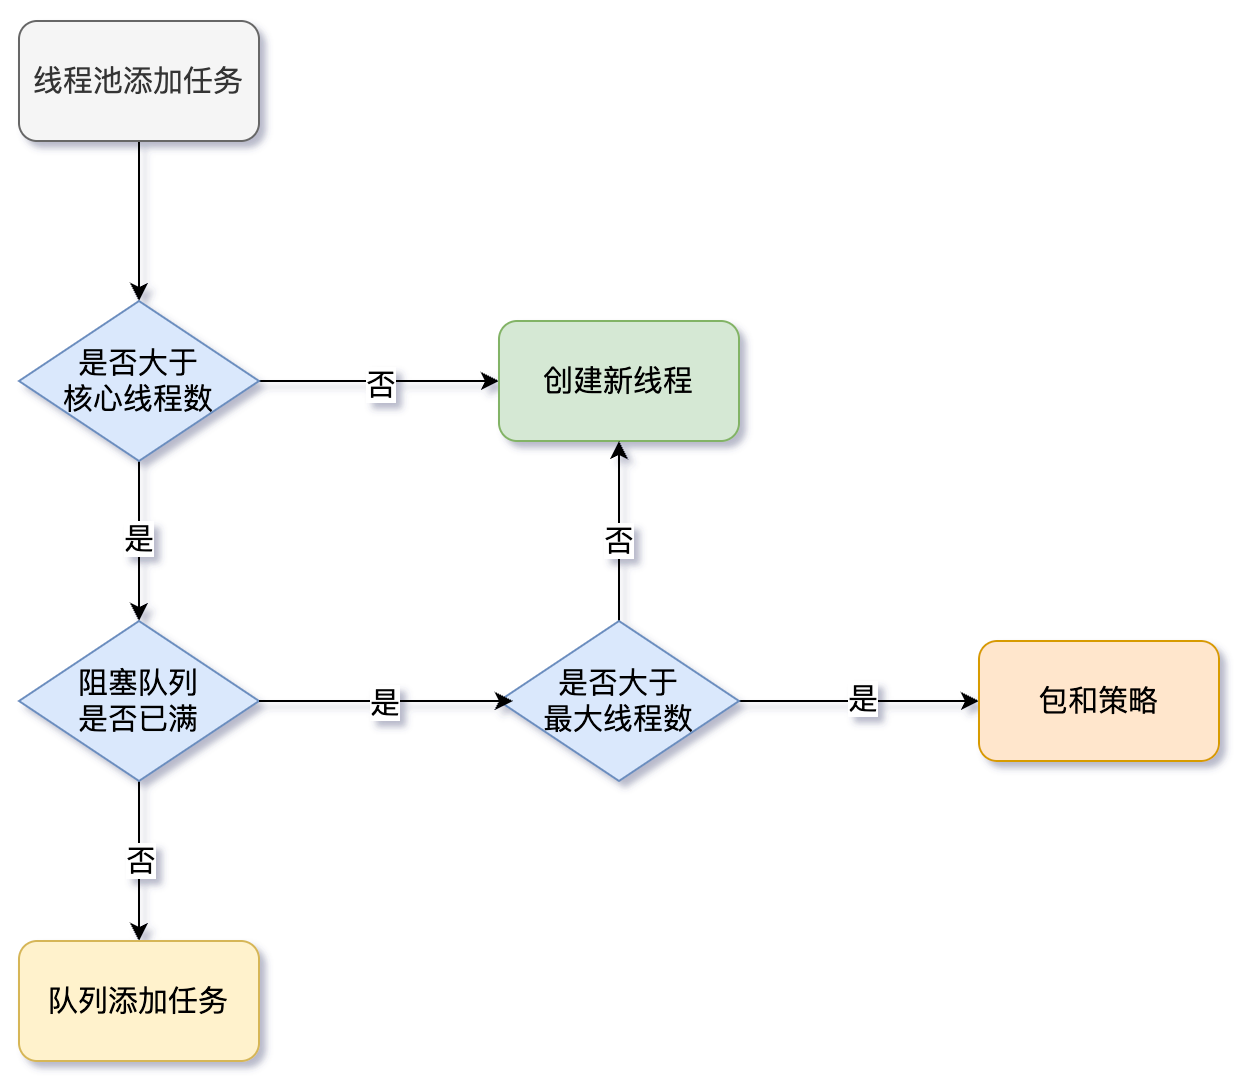 线程池添加任务
是否大于
核心线程数
否
创建新线程
是
否
阻塞队列
是否已满
是
是否大于
最大线程数
是
包和策略
否
队列添加任务